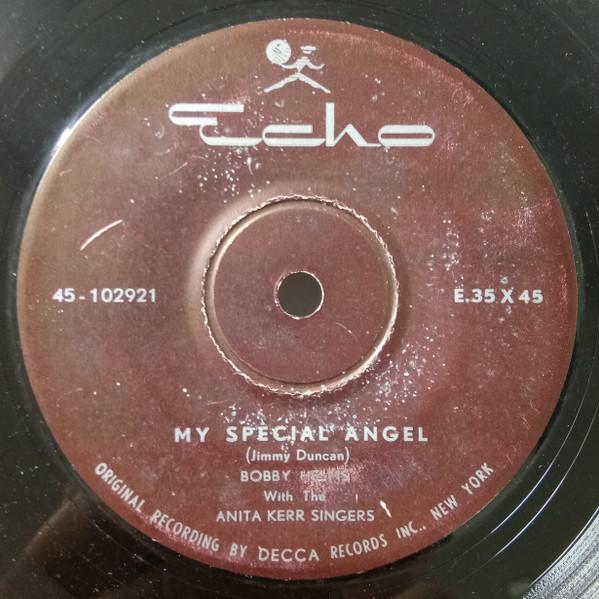 Echo
45-102921
E.35 X 45
MY SPECIAL ANGEL
(Jimmy Duncan)
BOBBY
With the
ANITA KERR SINGERS
ORIGINAL RECORDING BY DECCA RECORDS INC., NEW YORK